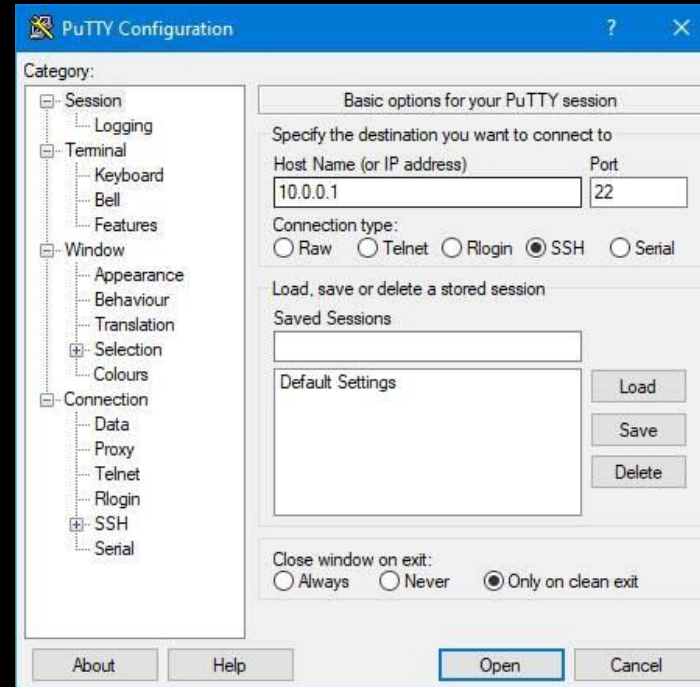 PuTTY Configuration
? ×
Category:
Session
Logging
Terminal
Keyboard
Bell
Features
Window
Appearance
Behaviour
Translation
Selection
Colours
Connection
Data
Proxy
Telnet
Rlogin
SSH
Serial
Basic options for your PuTTY session
Specify the destination you want to connect to
Host Name (or IP address) Port
10.0.0.1 22
Connection type:
Raw Telnet Rlogin SSH Serial
Load, save or delete a stored session
Saved Sessions
Default Settings
Load
Save
Delete
Close window on exit:
Always Never Only on clean exit
About Help Open Cancel